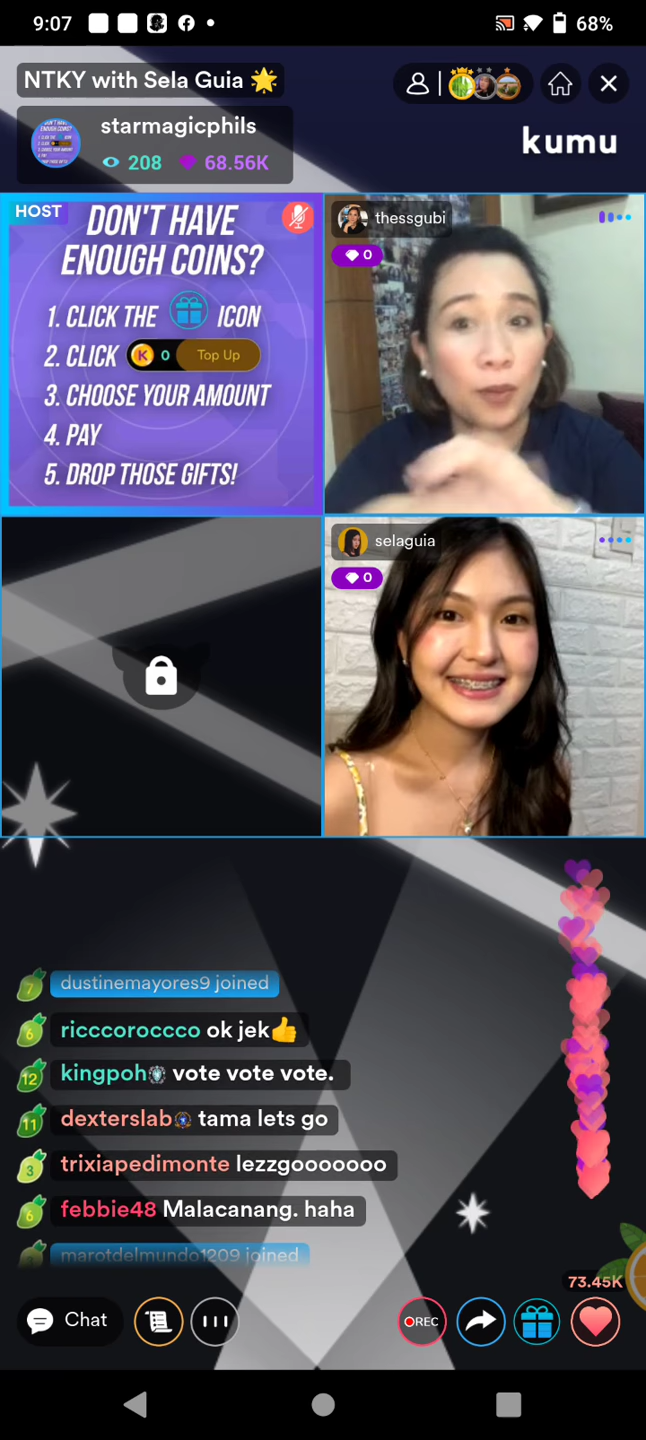 9:07
68%
NTKY with Sela Guia 🌟
starmagicphils
208
68.56K
kumu
HOST
DON'T HAVE
ENOUGH COINS?
1. CLICK THE ICON
2. CLICK K 0 Top Up
3. CHOOSE YOUR AMOUNT
4. PAY
5. DROP THOSE GIFTS!
thessgubi
0
selaguia
0
7 dustinemayores9 joined
6 ricccoroccco ok jek👍
12 kingpoh vote vote vote.
11 dexterslab tama lets go
3 trixiapedimonte lezzgooooooo
6 febbie48 Malacanang. haha
marotdelmundo1209 joined
73.45K
Chat
REC